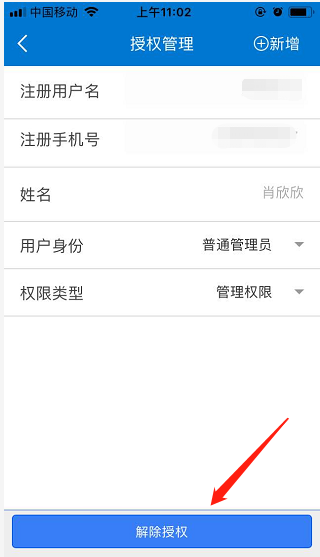 中国移动 上午11:02
授权管理 新增
注册用户名
注册手机号
姓名 肖欣欣
用户身份 普通管理员
权限类型 管理权限
解除授权